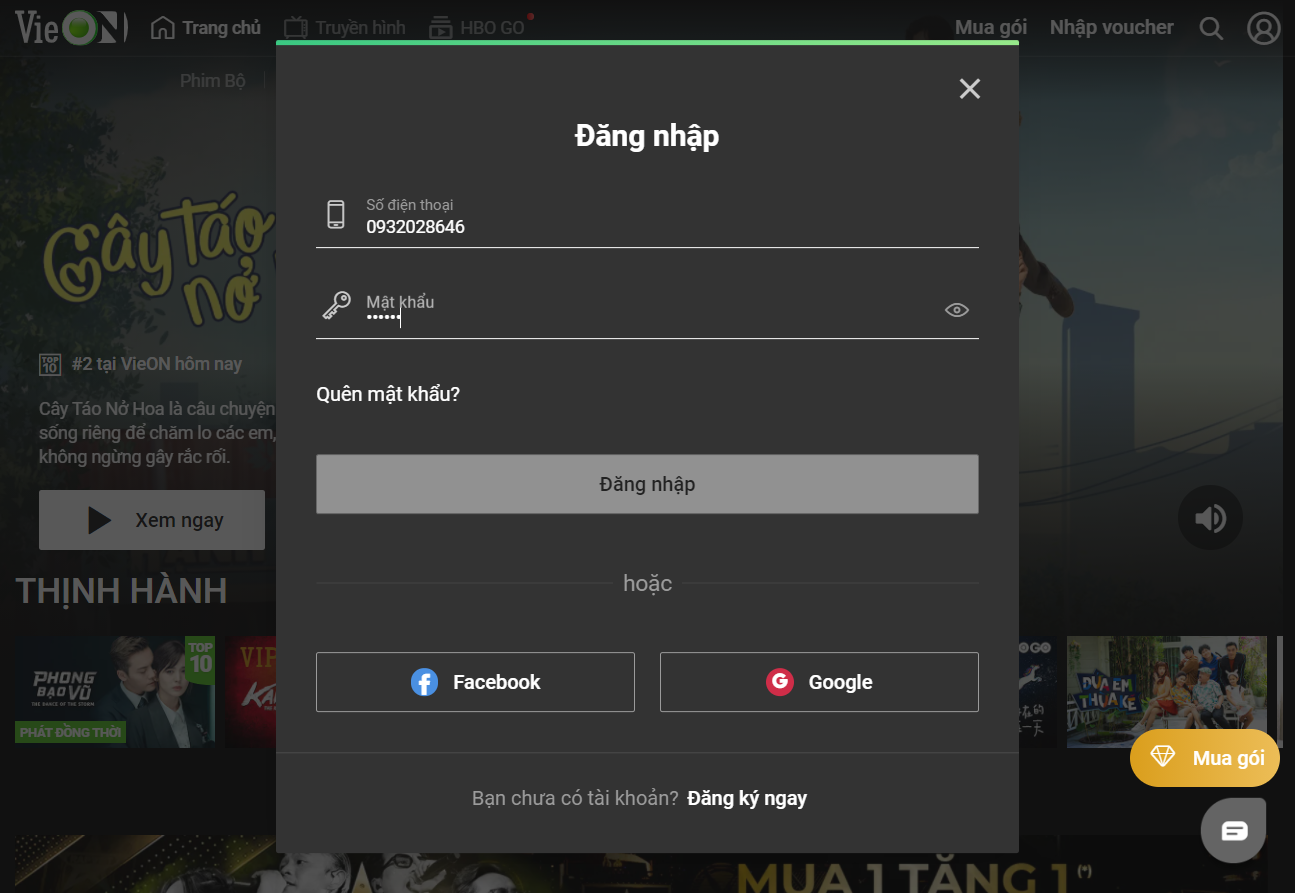 VieON
Trang chủ
Truyền hình
HBO GO
Mua gói
Nhập voucher
Phim Bộ
Đăng nhập
Số điện thoại
0932028646
Mật khẩu
••••••
Quên mật khẩu?
Đăng nhập
hoặc
Facebook
Google
Bạn chưa có tài khoản? Đăng ký ngay
Cây táo
nở
TOP
10
#2 tại VieON hôm nay
Cây Táo Nở Hoa là câu chuyện
sống riêng để chăm lo các em,
không ngừng gây rắc rối.
Xem ngay
THỊNH HÀNH
PHONG
BAO VŨ
THE DANCE OF THE STORM
TOP
10
PHÁT ĐỒNG THỜI
VIP
DƯA EM
THUA KE
Mua gói
MUA 1 TẶNG 1(*)